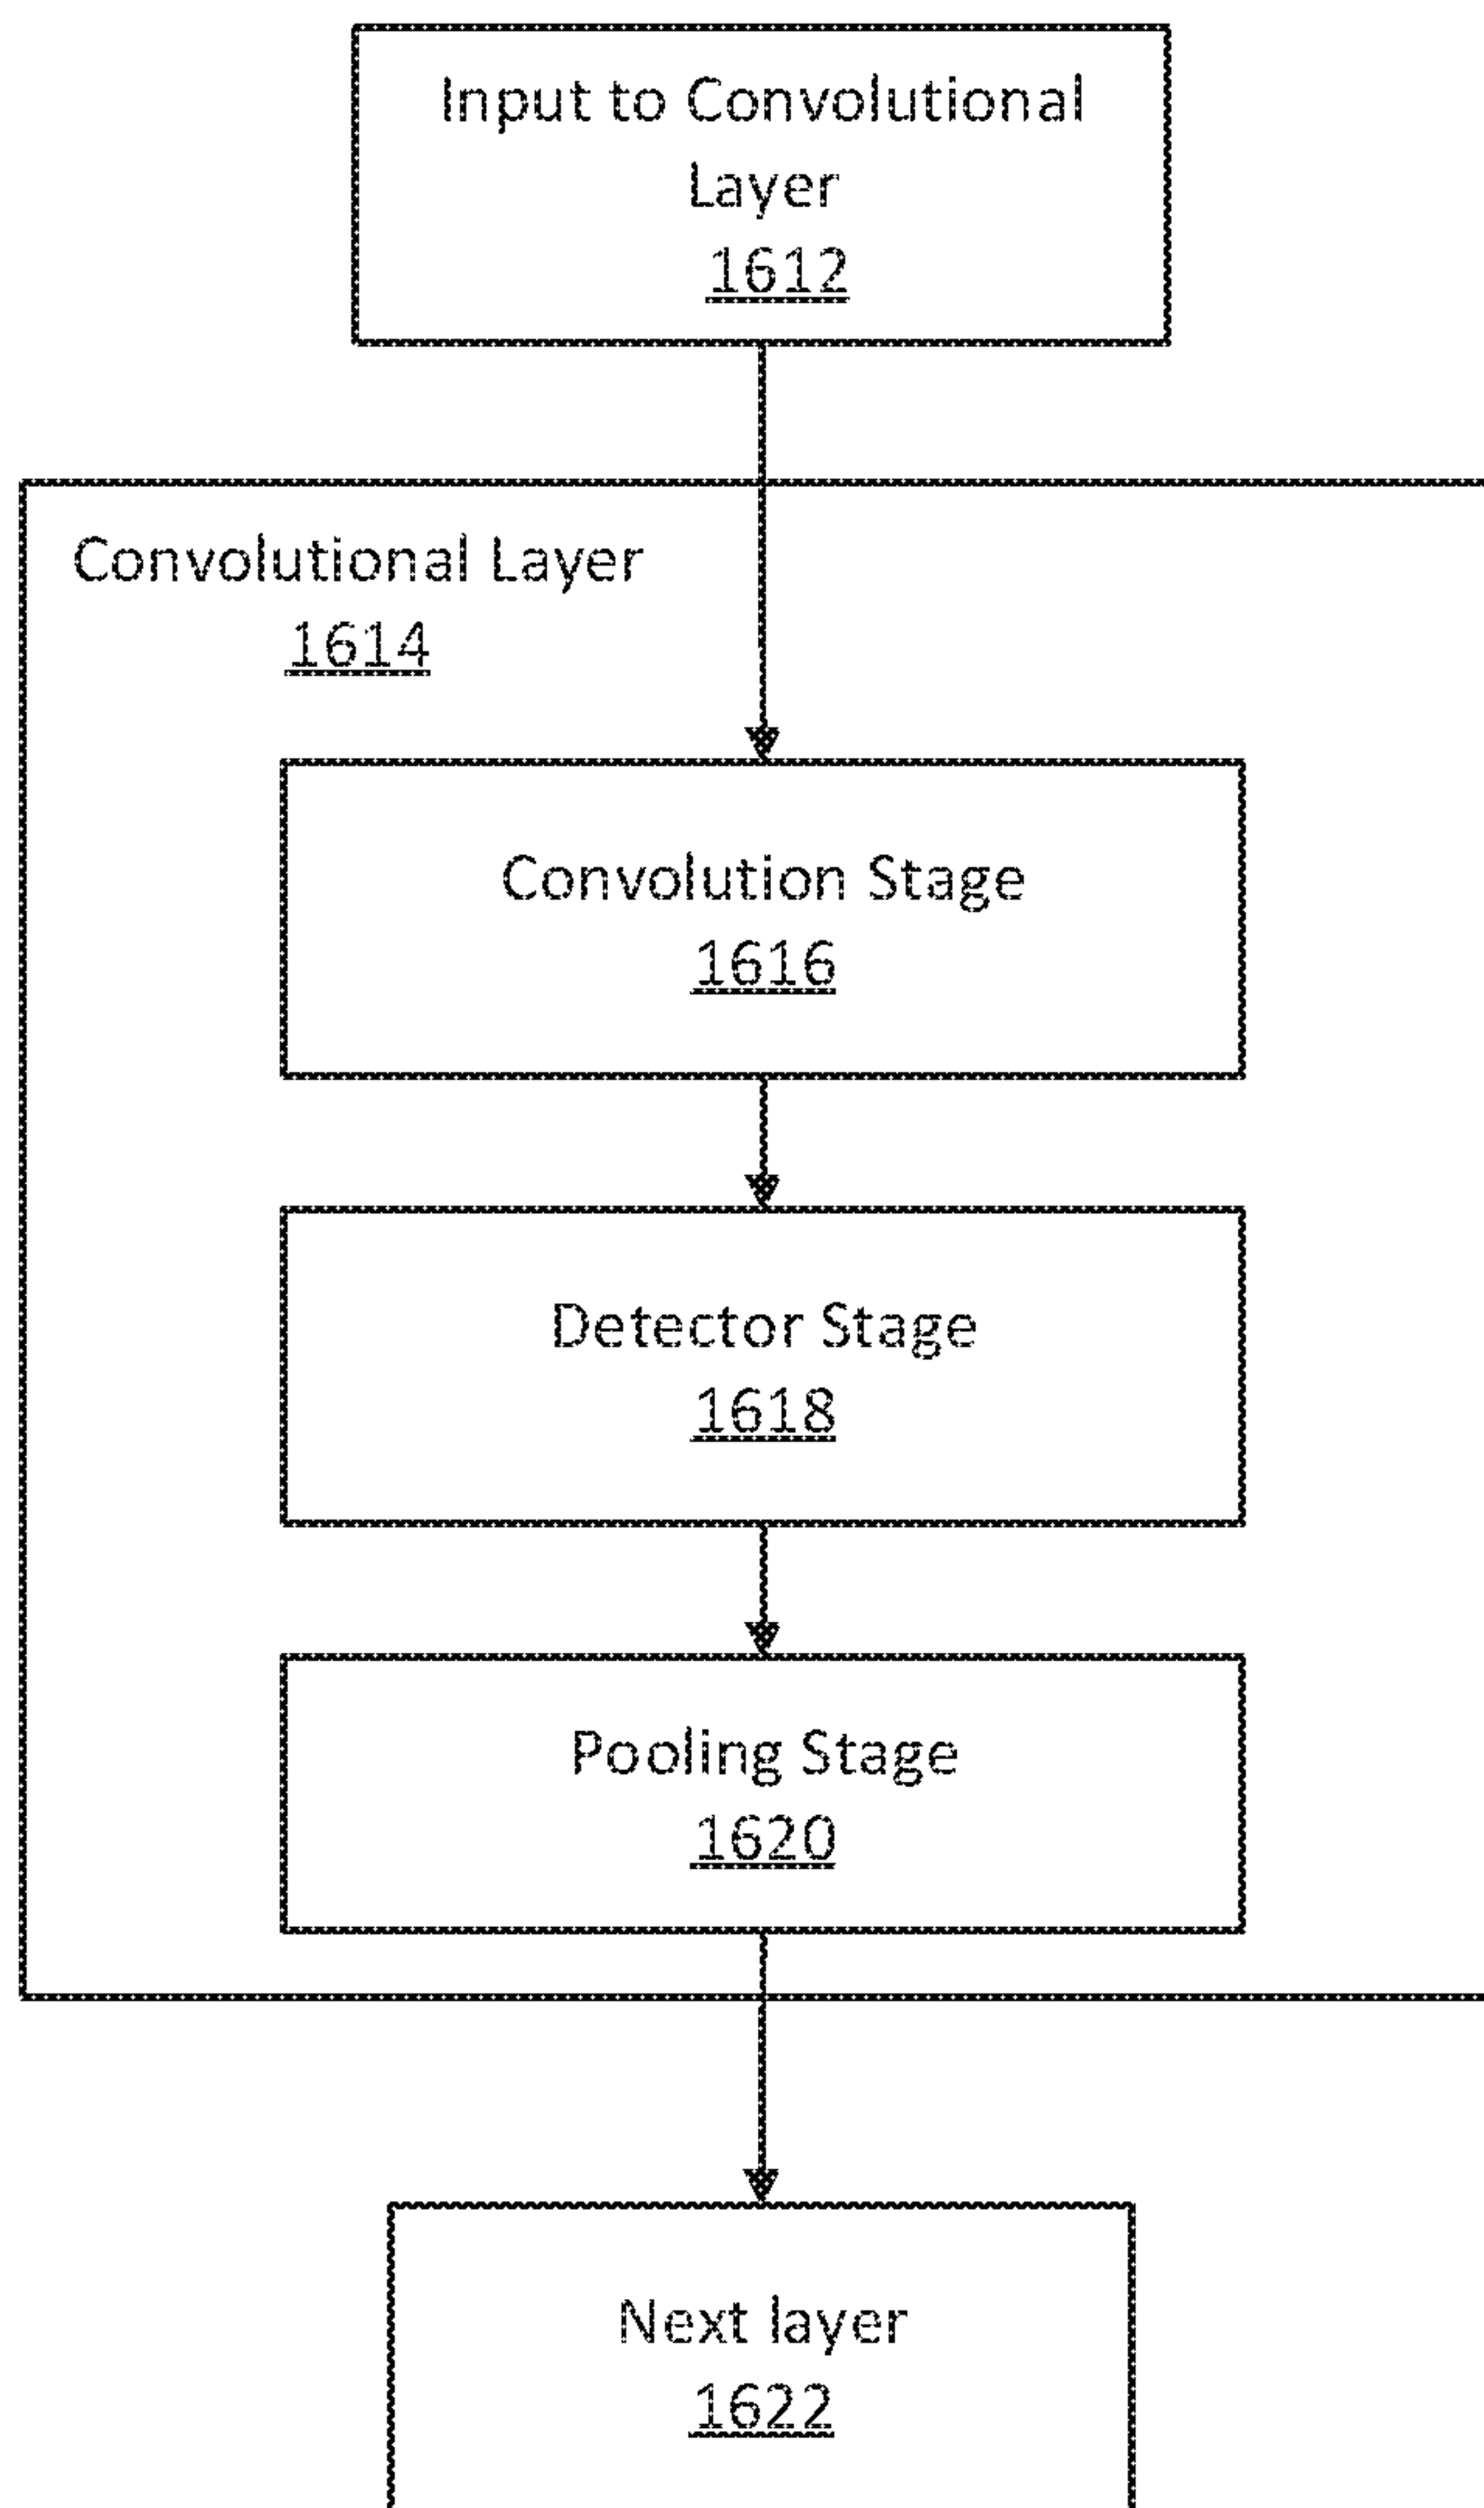 Input to Convolutional
Layer
1612
Convolutional Layer
1614
Convolution Stage
1616
Detector Stage
1618
Pooling Stage
1620
Next layer
1622